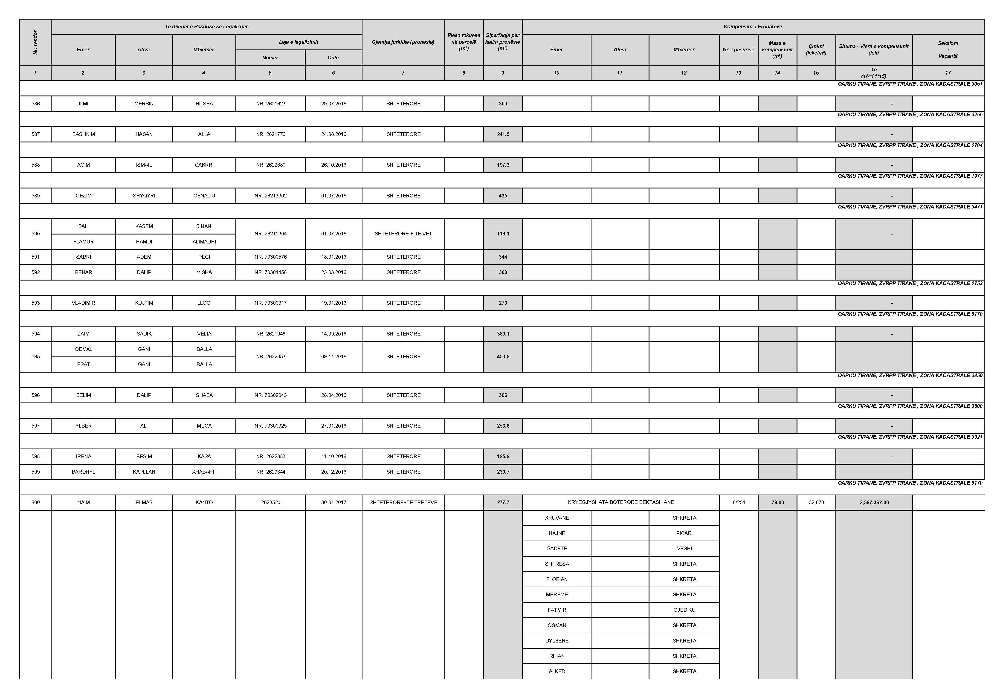 Nr. rendor
Të dhënat e Pasurisë së Legalizuar
Gjendja juridike (pronesia)
Pjesa takuese në parcelë (m²)
Sipërfaqja për kalim pronësie (m²)
Kompensimi i Pronarëve
Emër Atësi Mbiemër
Leja e legalizimit
Numer Date
Emër Atësi Mbiemër Nr. i pasurisë
Masa e kompensimit (m²)
Çmimi (leke/m²)
Shuma - Vlera e kompensimit (lek)
Seksioni i Veçantë
1 2 3 4 5 6 7 8 9 10 11 12 13 14 15 16 (16=14*15) 17
QARKU TIRANE, ZVRPP TIRANE , ZONA KADASTRALE 3051
586 ILMI MERSIN HUSHA NR. 2621623 29.07.2016 SHTETERORE 300 -
QARKU TIRANE, ZVRPP TIRANE , ZONA KADASTRALE 3266
587 BASHKIM HASAN ALLA NR. 2621776 24.08.2016 SHTETERORE 241.5 -
QARKU TIRANE, ZVRPP TIRANE , ZONA KADASTRALE 2704
588 AGIM ISMAIL CAKRRI NR. 2622680 26.10.2016 SHTETERORE 197.3 -
QARKU TIRANE, ZVRPP TIRANE , ZONA KADASTRALE 1977
589 GEZIM SHYQYRI CENALIU NR. 26213302 01.07.2016 SHTETERORE 435 -
QARKU TIRANE, ZVRPP TIRANE , ZONA KADASTRALE 3471
590 SALI KASEM SINANI NR. 26215304 01.07.2016 SHTETERORE + TE VET 119.1 -
FLAMUR HAMDI ALIMADHI
591 SABRI ADEM PECI NR. 70300576 18.01.2016 SHTETERORE 344
592 BEHAR DALIP VISHA NR. 70301458 23.03.2016 SHTETERORE 300
QARKU TIRANE, ZVRPP TIRANE , ZONA KADASTRALE 2753
593 VLADIMIR KUJTIM LLOCI NR. 70300617 19.01.2016 SHTETERORE 273 -
QARKU TIRANE, ZVRPP TIRANE , ZONA KADASTRALE 8170
594 ZAIM SADIK VELIA NR. 2621948 14.09.2016 SHTETERORE 380.1 -
595 QEMAL GANI BALLA NR. 2622853 09.11.2016 SHTETERORE 453.8
ESAT GANI BALLA
QARKU TIRANE, ZVRPP TIRANE , ZONA KADASTRALE 3450
596 SELIM DALIP SHABA NR. 70302043 28.04.2016 SHTETERORE 396 -
QARKU TIRANE, ZVRPP TIRANE , ZONA KADASTRALE 3600
597 YLBER ALI MUCA NR. 70300925 27.01.2016 SHTETERORE 253.8 -
QARKU TIRANE, ZVRPP TIRANE , ZONA KADASTRALE 3321
598 IRENA BESIM KASA NR. 2622383 11.10.2016 SHTETERORE 185.8 -
599 BARDHYL KAPLLAN XHABAFTI NR. 2623344 20.12.2016 SHTETERORE 230.7
QARKU TIRANE, ZVRPP TIRANE , ZONA KADASTRALE 8170
600 NAIM ELMAS KANTO 2623520 30.01.2017 SHTETERORE+TE TRETEVE 277.7 KRYEGJYSHATA BOTERORE BEKTASHIANE 8/254 79.00 32,878 2,597,362.00
XHUVANE SHKRETA
HAJNE PICARI
SADETE VESHI
SHPRESA SHKRETA
FLORIAN SHKRETA
MEREME SHKRETA
FATMIR GJEDIKU
OSMAN SHKRETA
DYLBERE SHKRETA
RIHAN SHKRETA
ALKED SHKRETA